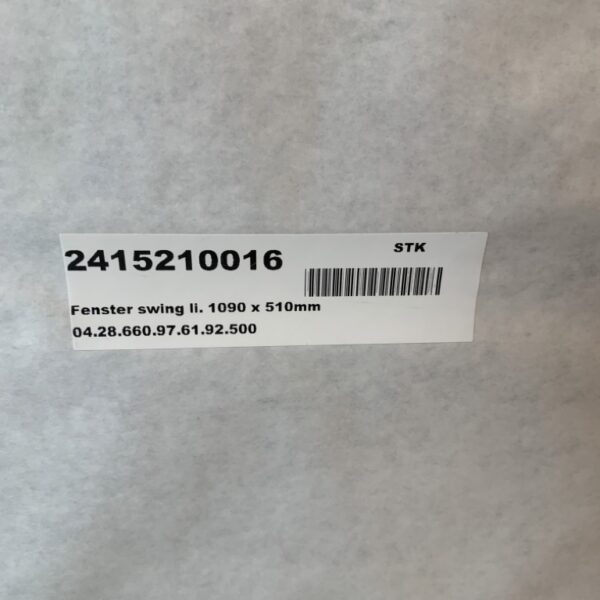 2415210016
STK
Fenster swing li. 1090 x 510mm
04.28.660.97.61.92.500